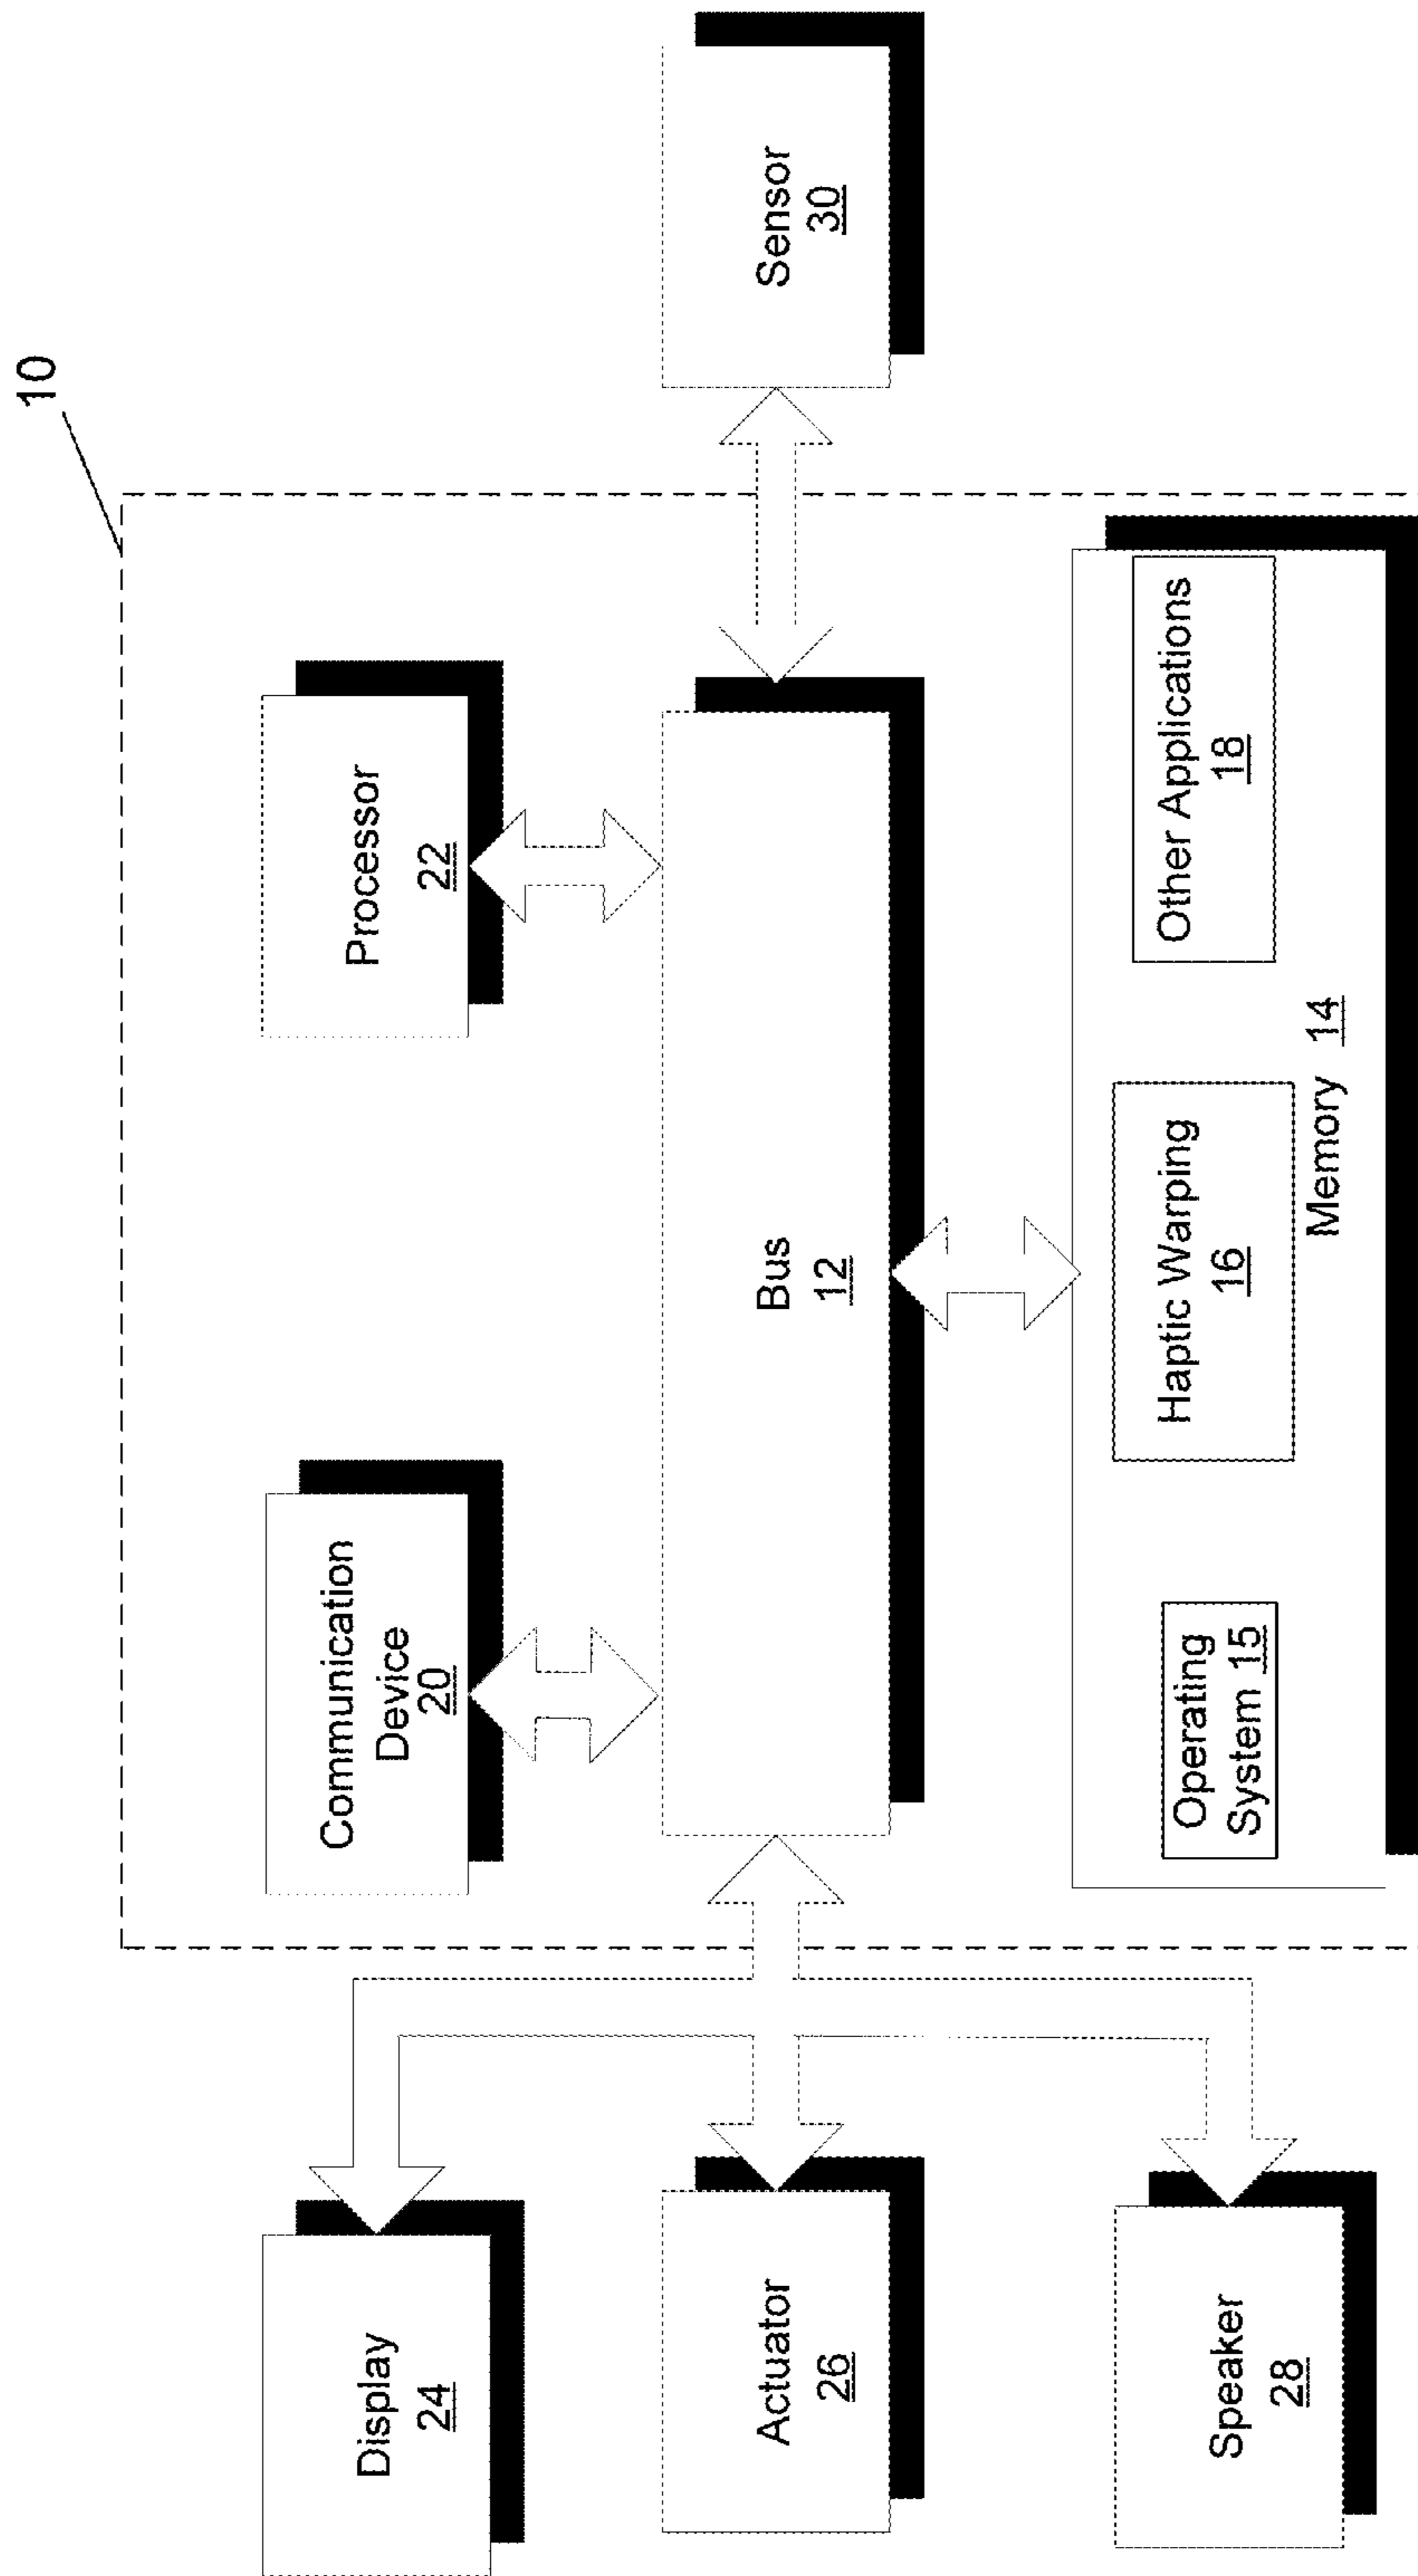 10
Communication
Device
20
Processor
22
Display
24
Actuator
26
Bus
12
Sensor
30
Speaker
28
Operating
System 15
Haptic Warping
16
Other Applications
18
Memory 14